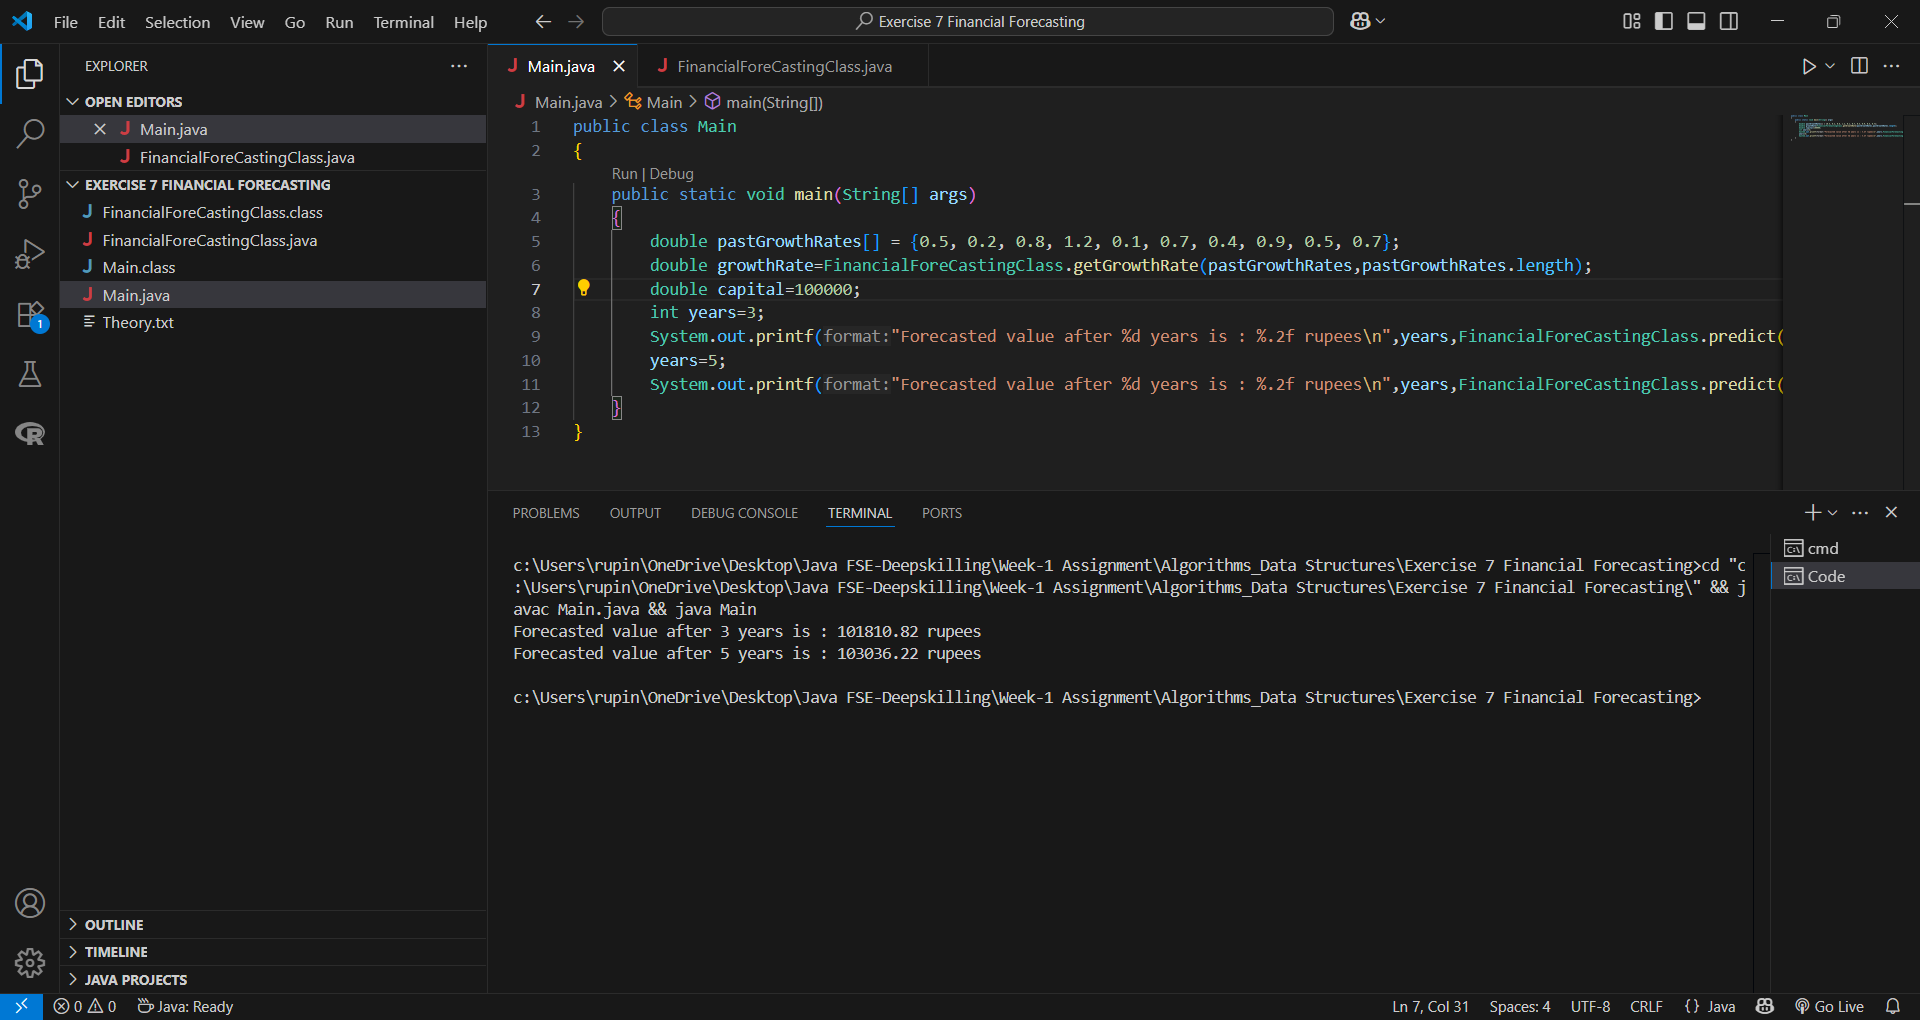 File Edit Selection View Go Run Terminal Help
Exercise 7 Financial Forecasting
EXPLORER
OPEN EDITORS
Main.java
FinancialForeCastingClass.java
EXERCISE 7 FINANCIAL FORECASTING
FinancialForeCastingClass.class
FinancialForeCastingClass.java
Main.class
Main.java
Theory.txt
OUTLINE
TIMELINE
JAVA PROJECTS
1
Main.java FinancialForeCastingClass.java
Main.java > Main > main(String[])
1 public class Main
2 {
Run | Debug
3 public static void main(String[] args)
4 {
5 double pastGrowthRates[] = {0.5, 0.2, 0.8, 1.2, 0.1, 0.7, 0.4, 0.9, 0.5, 0.7};
6 double growthRate=FinancialForeCastingClass.getGrowthRate(pastGrowthRates,pastGrowthRates.length);
7 double capital=100000;
8 int years=3;
9 System.out.printf(format:"Forecasted value after %d years is : %.2f rupees\n",years,FinancialForeCastingClass.predict(
10 years=5;
11 System.out.printf(format:"Forecasted value after %d years is : %.2f rupees\n",years,FinancialForeCastingClass.predict(
12 }
13 }
PROBLEMS OUTPUT DEBUG CONSOLE TERMINAL PORTS
c:\Users\rupin\OneDrive\Desktop\Java FSE-Deepskilling\Week-1 Assignment\Algorithms_Data Structures\Exercise 7 Financial Forecasting>cd "c
:\Users\rupin\OneDrive\Desktop\Java FSE-Deepskilling\Week-1 Assignment\Algorithms_Data Structures\Exercise 7 Financial Forecasting\" && j
avac Main.java && java Main
Forecasted value after 3 years is : 101810.82 rupees
Forecasted value after 5 years is : 103036.22 rupees
c:\Users\rupin\OneDrive\Desktop\Java FSE-Deepskilling\Week-1 Assignment\Algorithms_Data Structures\Exercise 7 Financial Forecasting>
cmd
Code
0 0 Java: Ready Ln 7, Col 31 Spaces: 4 UTF-8 CRLF {} Java Go Live